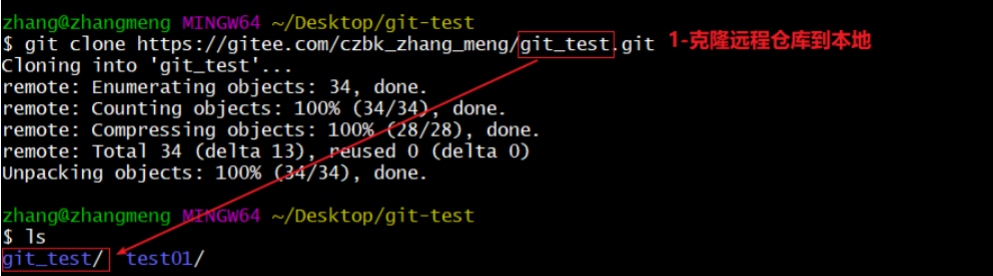 zhang@zhangmeng MINGW64 ~/Desktop/git-test
$ git clone https://gitee.com/czbk_zhang_meng/git_test.git 1-克隆远程仓库到本地
Cloning into 'git_test'...
remote: Enumerating objects: 34, done.
remote: Counting objects: 100% (34/34), done.
remote: Compressing objects: 100% (28/28), done.
remote: Total 34 (delta 13), reused 0 (delta 0)
Unpacking objects: 100% (34/34), done.
zhang@zhangmeng MINGW64 ~/Desktop/git-test
$ ls
git_test/ test01/